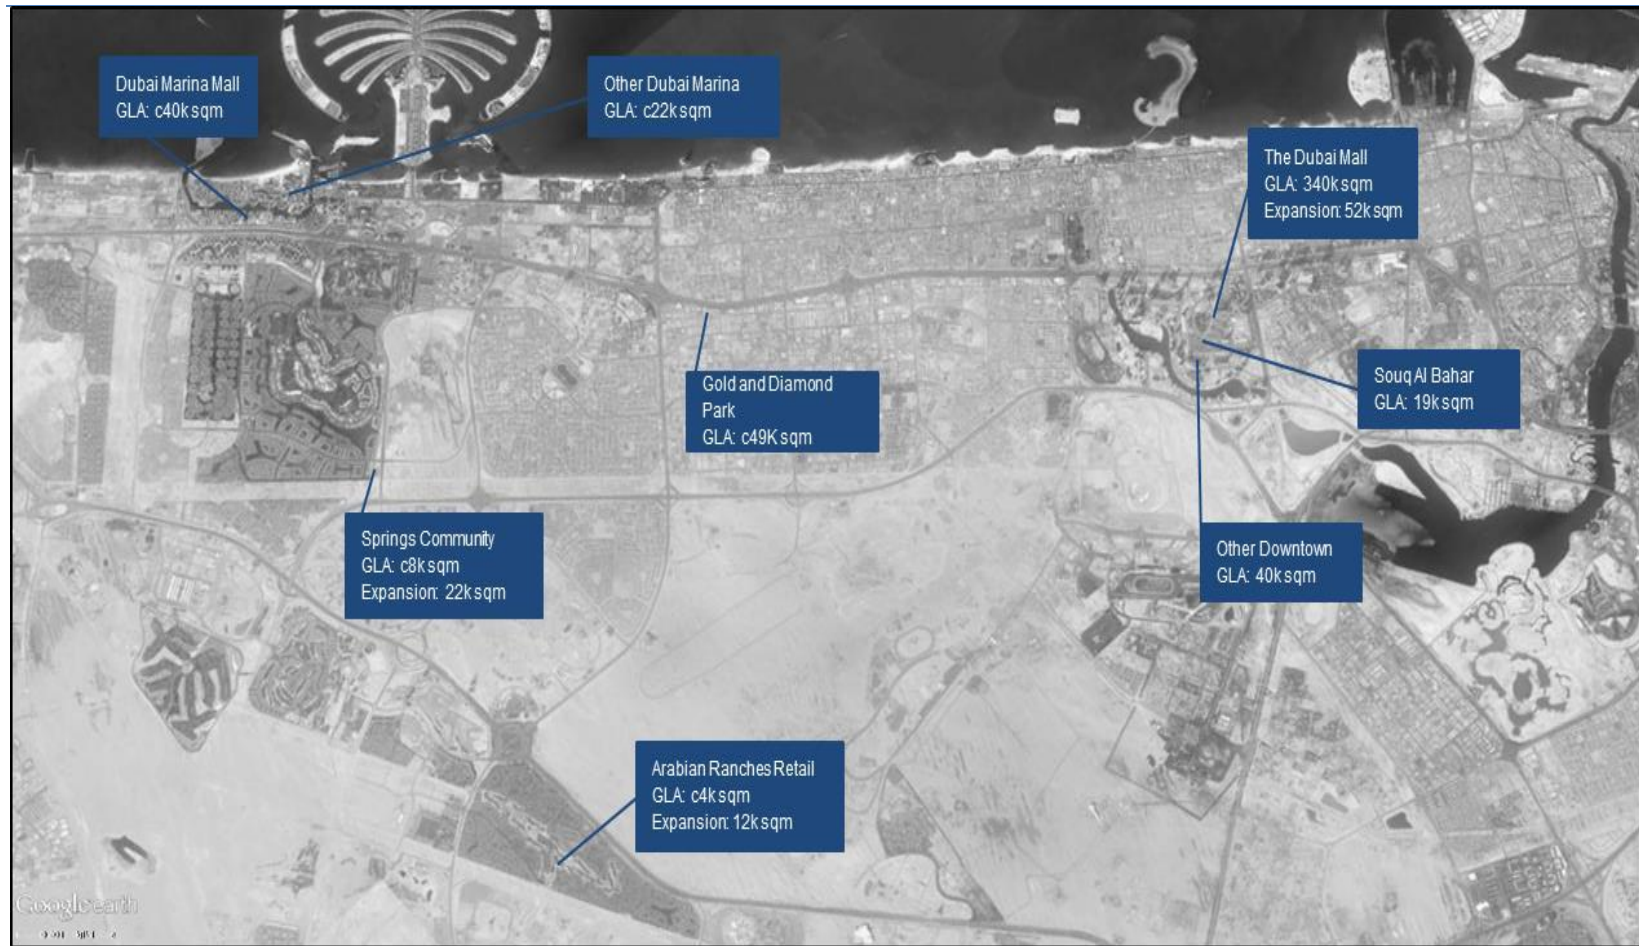 Dubai Marina Mall
GLA: c40k sqm
Other Dubai Marina
GLA: c22k sqm
The Dubai Mall
GLA: 340k sqm
Expansion: 52k sqm
Souq Al Bahar
GLA: 19k sqm
Gold and Diamond
Park
GLA: c49K sqm
Springs Community
GLA: c8k sqm
Expansion: 22k sqm
Other Downtown
GLA: 40k sqm
Arabian Ranches Retail
GLA: c4k sqm
Expansion: 12k sqm
Google earth